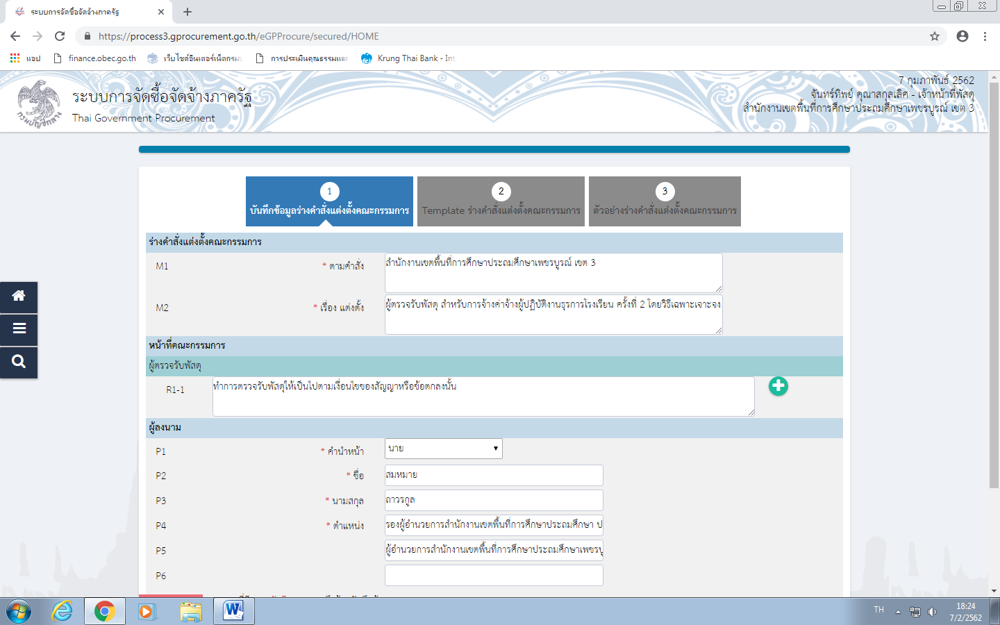 ระบบการจัดซื้อจัดจ้างภาครัฐ
https://process3.gprocurement.go.th/eGPProcure/secured/HOME
แอป
finance.obec.go.th
เว็บไซต์อินเตอร์เน็ตกรมบ
การประเมินคุณธรรมและ
Krung Thai Bank - Int
ระบบการจัดซื้อจัดจ้างภาครัฐ
Thai Government Procurement
กรมบัญชีกลาง
7 กุมภาพันธ์ 2562
จันทร์ทิพย์ คุณาสกุลเลิศ - เจ้าหน้าที่พัสดุ
สำนักงานเขตพื้นที่การศึกษาประถมศึกษาเพชรบูรณ์ เขต 3
1
บันทึกข้อมูลร่างคำสั่งแต่งตั้งคณะกรรมการ
2
Template ร่างคำสั่งแต่งตั้งคณะกรรมการ
3
ตัวอย่างร่างคำสั่งแต่งตั้งคณะกรรมการ
ร่างคำสั่งแต่งตั้งคณะกรรมการ
M1 * ตามคำสั่ง สำนักงานเขตพื้นที่การศึกษาประถมศึกษาเพชรบูรณ์ เขต 3
M2 * เรื่อง แต่งตั้ง ผู้ตรวจรับพัสดุ สำหรับการจ้างค่าจ้างผู้ปฏิบัติงานธุรการโรงเรียน ครั้งที่ 2 โดยวิธีเฉพาะเจาะจง
หน้าที่คณะกรรมการ
ผู้ตรวจรับพัสดุ
R1-1 ทำการตรวจรับพัสดุให้เป็นไปตามเงื่อนไขของสัญญาหรือข้อตกลงนั้น
ผู้ลงนาม
P1 * คำนำหน้า นาย
P2 * ชื่อ สมหมาย
P3 * นามสกุล ถาวรกูล
P4 * ตำแหน่ง รองผู้อำนวยการสำนักงานเขตพื้นที่การศึกษาประถมศึกษา ป
P5 ผู้อำนวยการสำนักงานเขตพื้นที่การศึกษาประถมศึกษาเพชรบู
P6
TH
18:24
7/2/2562